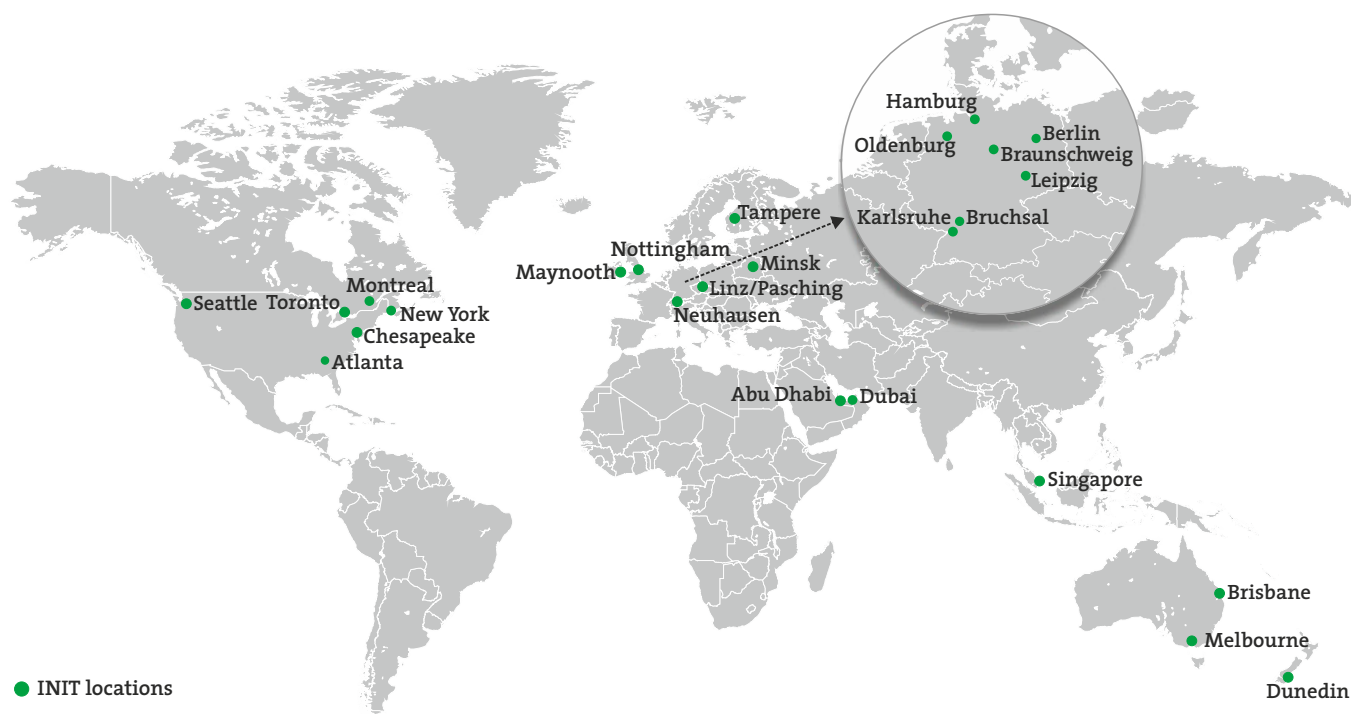 Hamburg
Berlin
Oldenburg
Braunschweig
Leipzig
Karlsruhe
Bruchsal
Tampere
Nottingham
Maynooth
Minsk
Linz/Pasching
Neuhausen
Montreal
Seattle
Toronto
New York
Chesapeake
Atlanta
Abu Dhabi
Dubai
Singapore
Brisbane
Melbourne
Dunedin
INIT locations